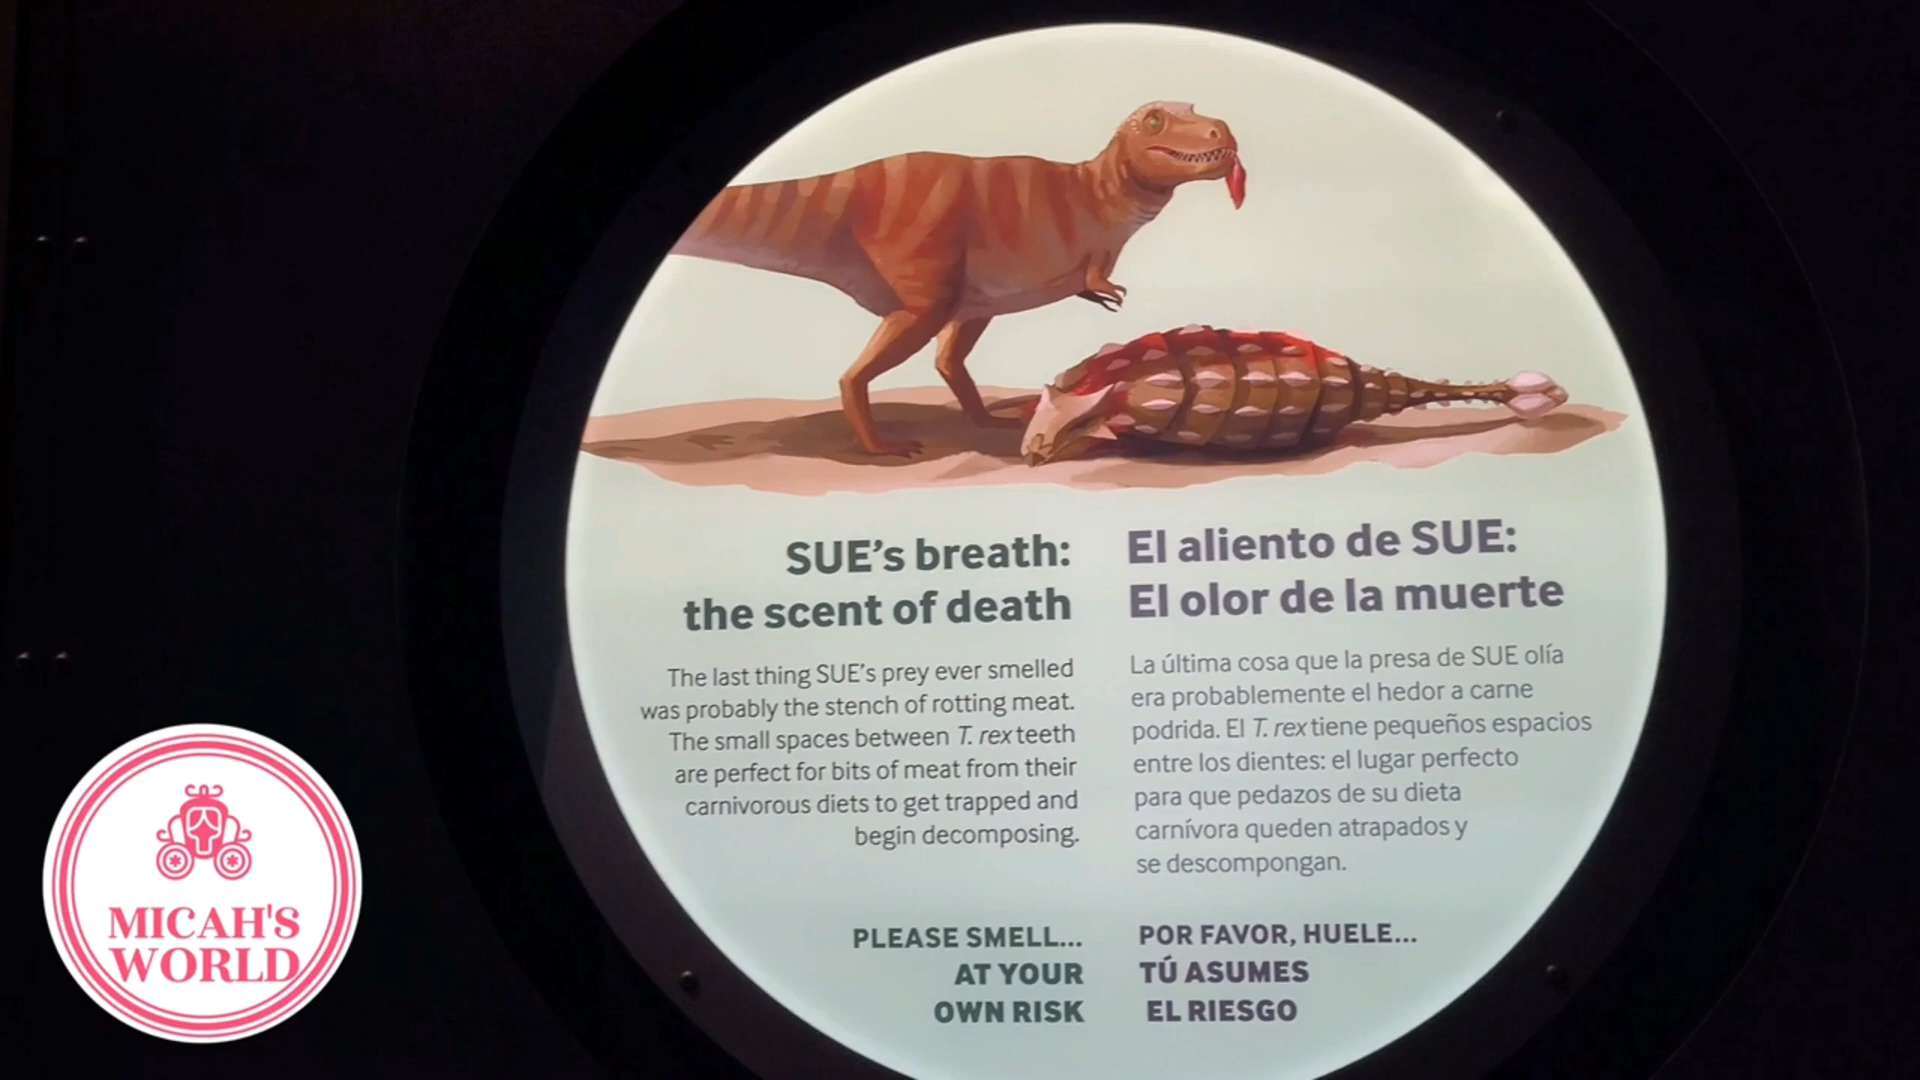 SUE's breath:
the scent of death
The last thing SUE's prey ever smelled
was probably the stench of rotting meat.
The small spaces between T. rex teeth
are perfect for bits of meat from their
carnivorous diets to get trapped and
begin decomposing.
PLEASE SMELL...
AT YOUR
OWN RISK
El aliento de SUE:
El olor de la muerte
La última cosa que la presa de SUE olía
era probablemente el hedor a carne
podrida. El T. rex tiene pequeños espacios
entre los dientes: el lugar perfecto
para que pedazos de su dieta
carnívora queden atrapados y
se descompongan.
POR FAVOR, HUELE...
TÚ ASUMES
EL RIESGO
MICAH'S
WORLD